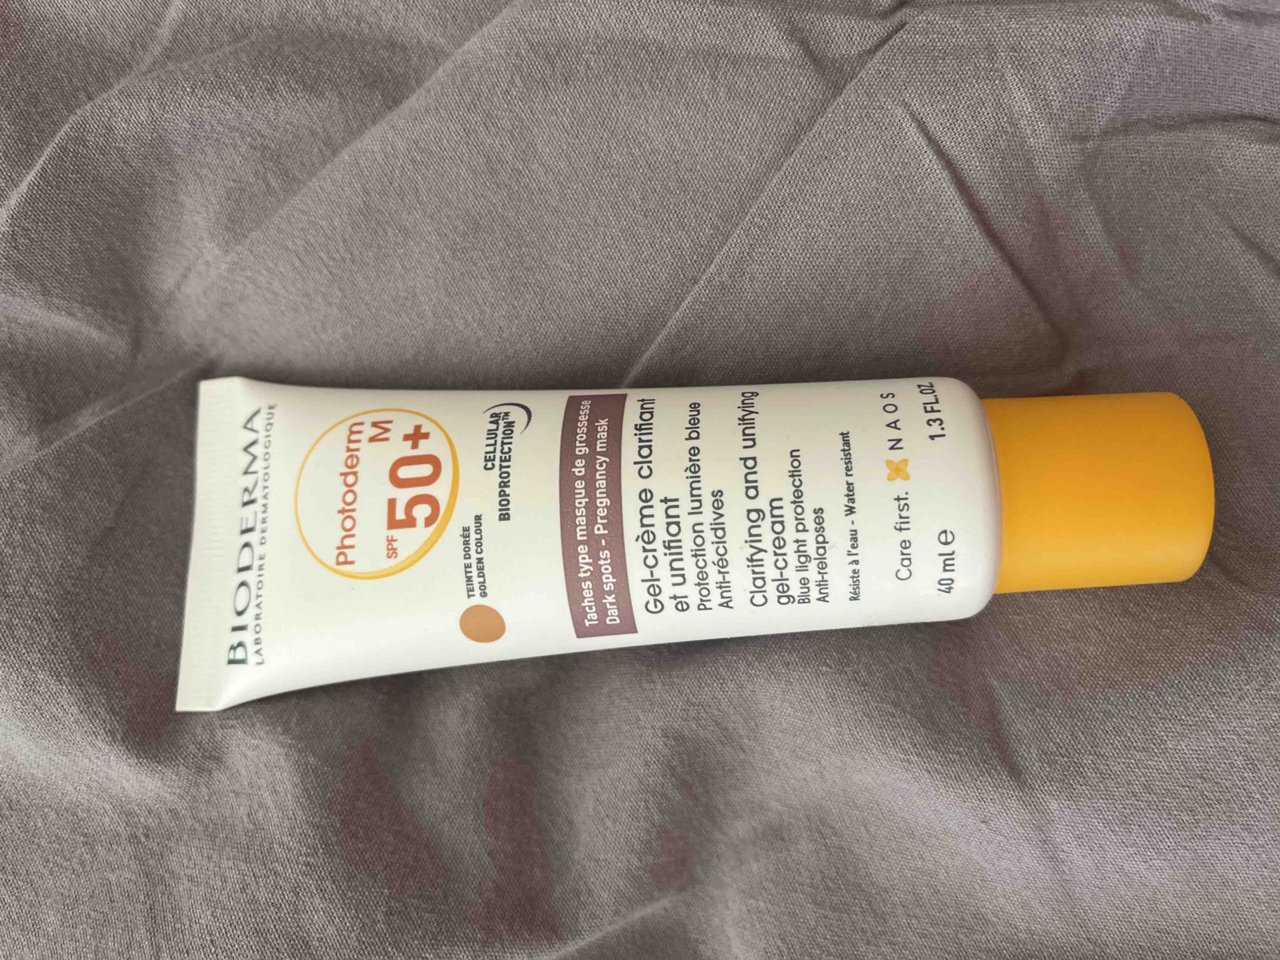 BIODERMA
LABORATOIRE DERMATOLOGIQUE
Photoderm
M
SPF 50+
TEINTE DORÉE
GOLDEN COLOUR
CELLULAR
BIOPROTECTION™
Taches type masque de grossesse
Dark spots - Pregnancy mask
Gel-crème clarifiant
et unifiant
Protection lumière bleue
Anti-récidives
Clarifying and unifying
gel-cream
Blue light protection
Anti-relapses
Résiste à l'eau - Water resistant
Care first. NAOS
40 ml e 1.3 FL.OZ